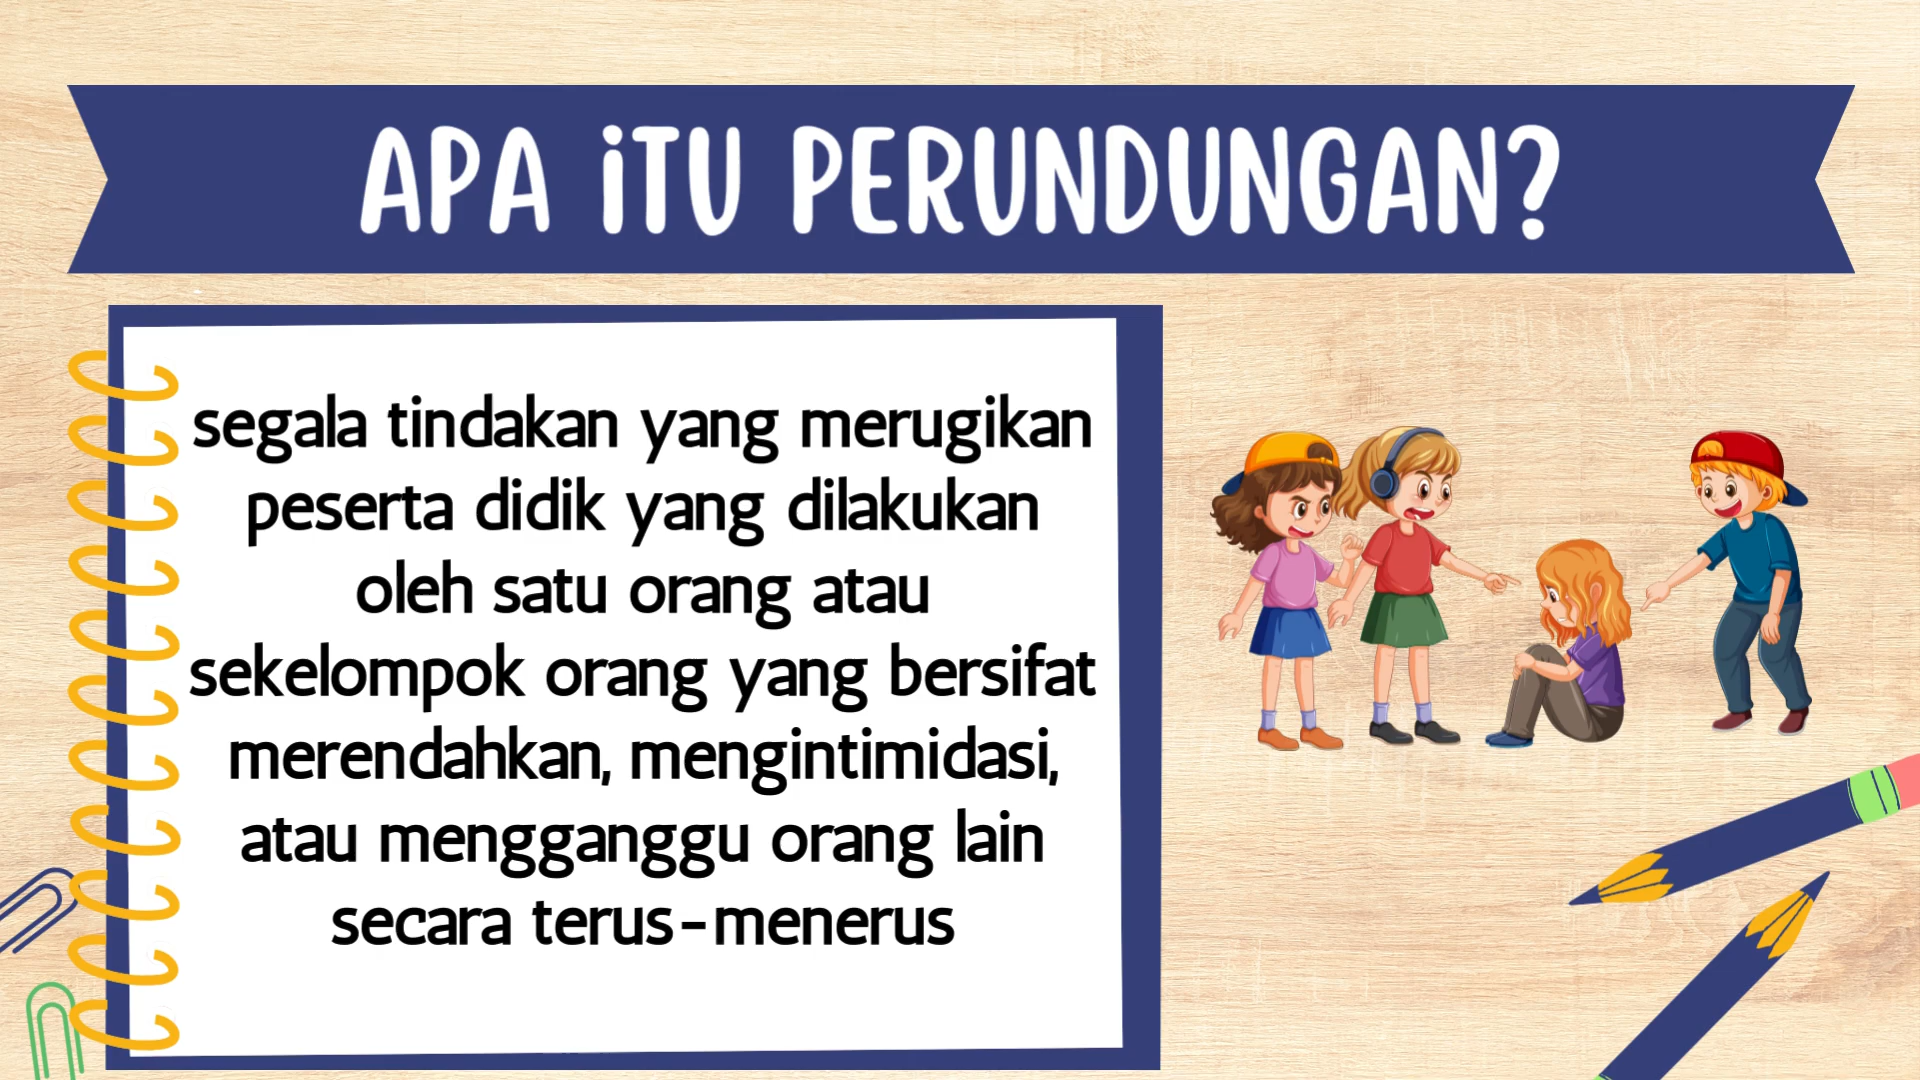 APA iTU PERUNDUNGAN?
segala tindakan yang merugikan
peserta didik yang dilakukan
oleh satu orang atau
sekelompok orang yang bersifat
merendahkan, mengintimidasi,
atau mengganggu orang lain
secara terus-menerus